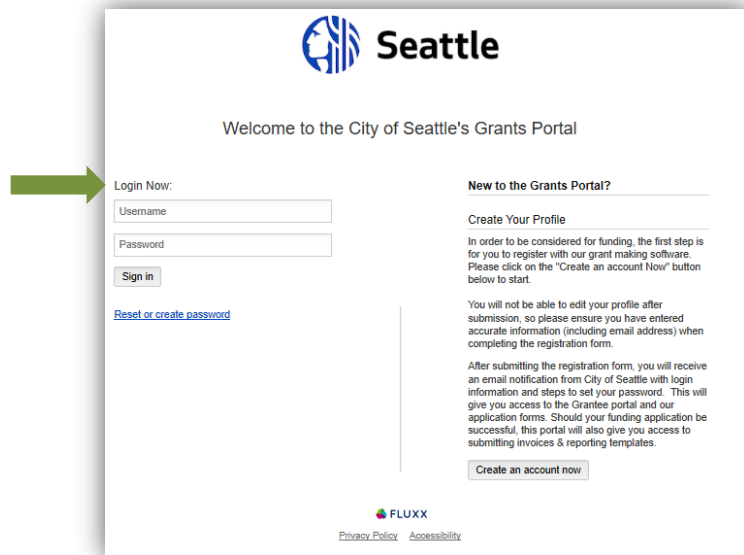 Seattle
Welcome to the City of Seattle's Grants Portal
Login Now:
Username
Password
Sign in
Reset or create password
New to the Grants Portal?
Create Your Profile
In order to be considered for funding, the first step is
for you to register with our grant making software.
Please click on the "Create an account Now" button
below to start.
You will not be able to edit your profile after
submission, so please ensure you have entered
accurate information (including email address) when
completing the registration form.
After submitting the registration form, you will receive
an email notification from City of Seattle with login
information and steps to set your password. This will
give you access to the Grantee portal and our
application forms. Should your funding application be
successful, this portal will also give you access to
submitting invoices & reporting templates.
Create an account now
FLUXX
Privacy Policy Accessibility